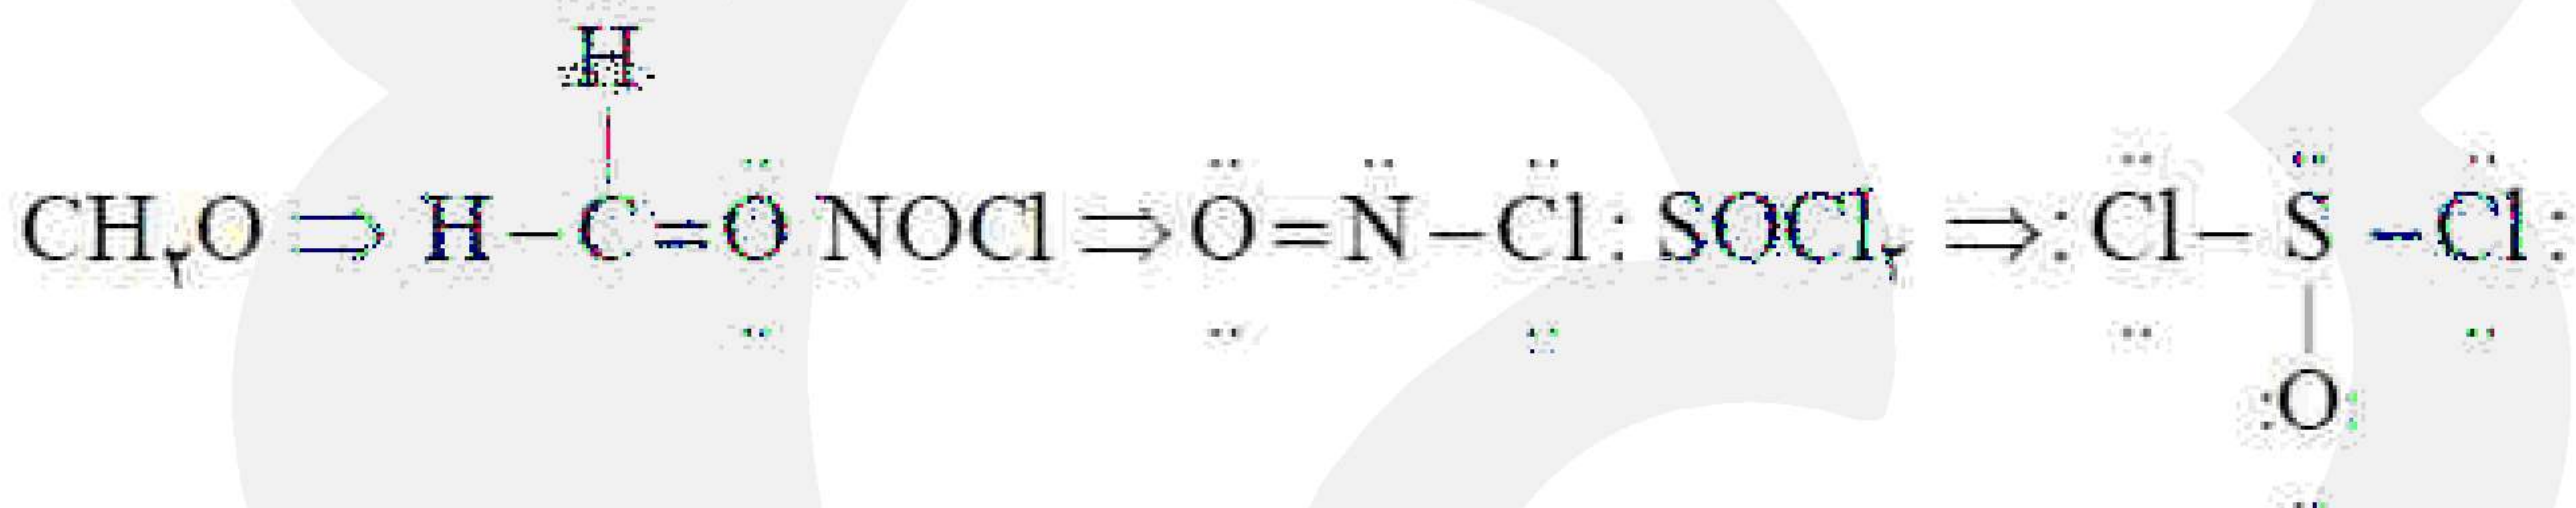 H
CH₂O ⇒ H – C = O NOCl ⇒ O = N – Cl : SOCl₂ ⇒ : Cl – S – Cl :
:O: